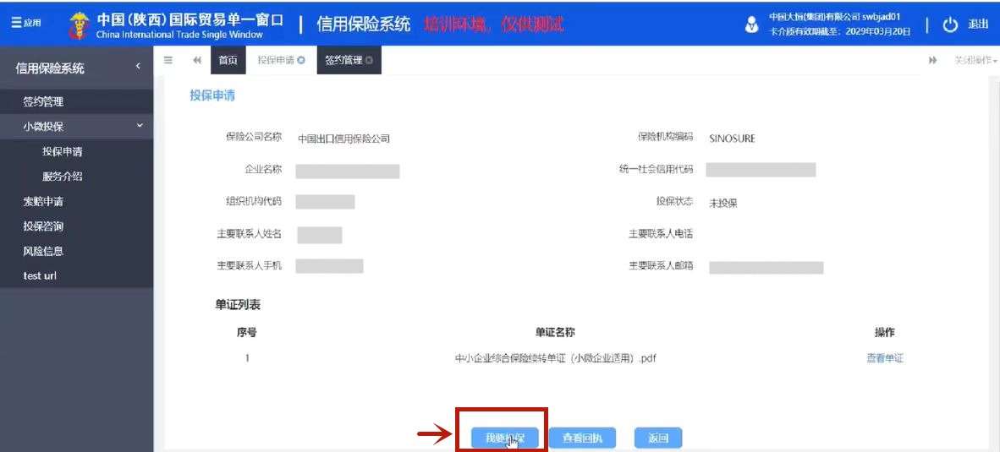 应用
中国(陕西)国际贸易单一窗口
China International Trade Single Window
信用保险系统
培训环境，仅供测试
中国大恒(集团)有限公司 swbjad01
卡介质有效期截至：2029年03月20日
退出
信用保险系统
首页
投保申请
签约管理
关闭操作
签约管理
小微投保
投保申请
服务介绍
索赔申请
投保咨询
风险信息
test url
投保申请
保险公司名称 中国出口信用保险公司 保险机构编码 SINOSURE
企业名称 统一社会信用代码
组织机构代码 投保状态 未投保
主要联系人姓名 主要联系人电话
主要联系人手机 主要联系人邮箱
单证列表
序号 单证名称 操作
1 中小企业综合保险续转单证（小微企业适用）.pdf 查看单证
我要投保 查看回执 返回